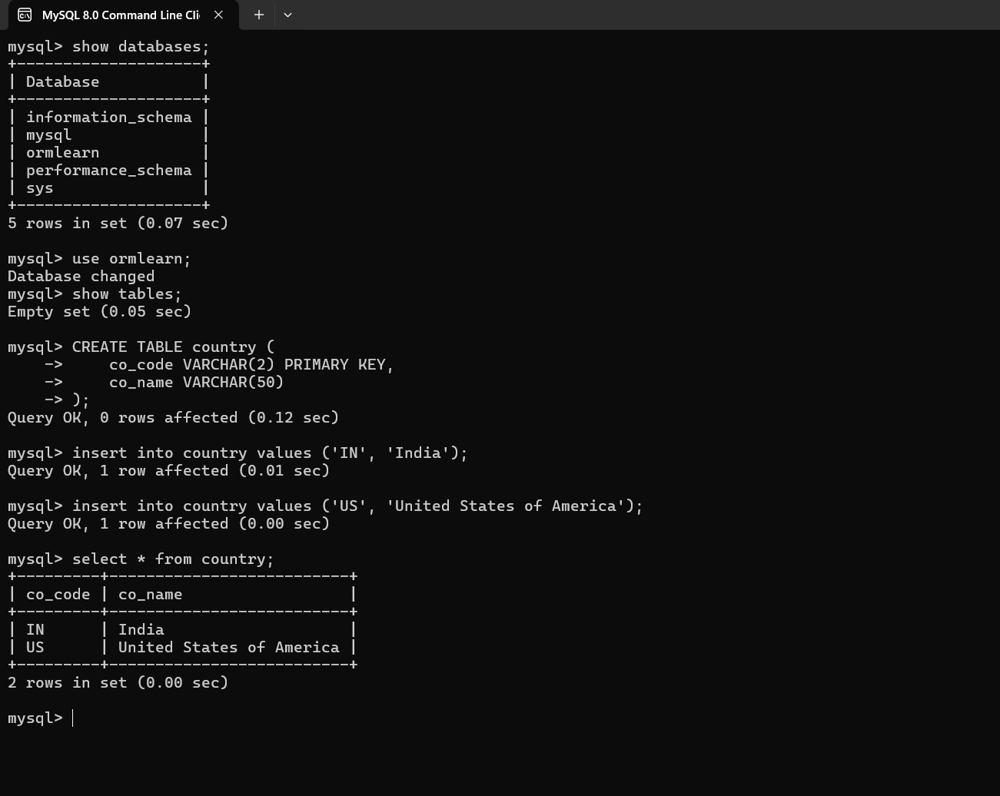 MySQL 8.0 Command Line Cli
mysql> show databases;
+--------------------+
| Database           |
+--------------------+
| information_schema |
| mysql              |
| ormlearn           |
| performance_schema |
| sys                |
+--------------------+
5 rows in set (0.07 sec)
mysql> use ormlearn;
Database changed
mysql> show tables;
Empty set (0.05 sec)
mysql> CREATE TABLE country (
    ->     co_code VARCHAR(2) PRIMARY KEY,
    ->     co_name VARCHAR(50)
    -> );
Query OK, 0 rows affected (0.12 sec)
mysql> insert into country values ('IN', 'India');
Query OK, 1 row affected (0.01 sec)
mysql> insert into country values ('US', 'United States of America');
Query OK, 1 row affected (0.00 sec)
mysql> select * from country;
+---------+--------------------------+
| co_code | co_name                  |
+---------+--------------------------+
| IN      | India                    |
| US      | United States of America |
+---------+--------------------------+
2 rows in set (0.00 sec)
mysql>